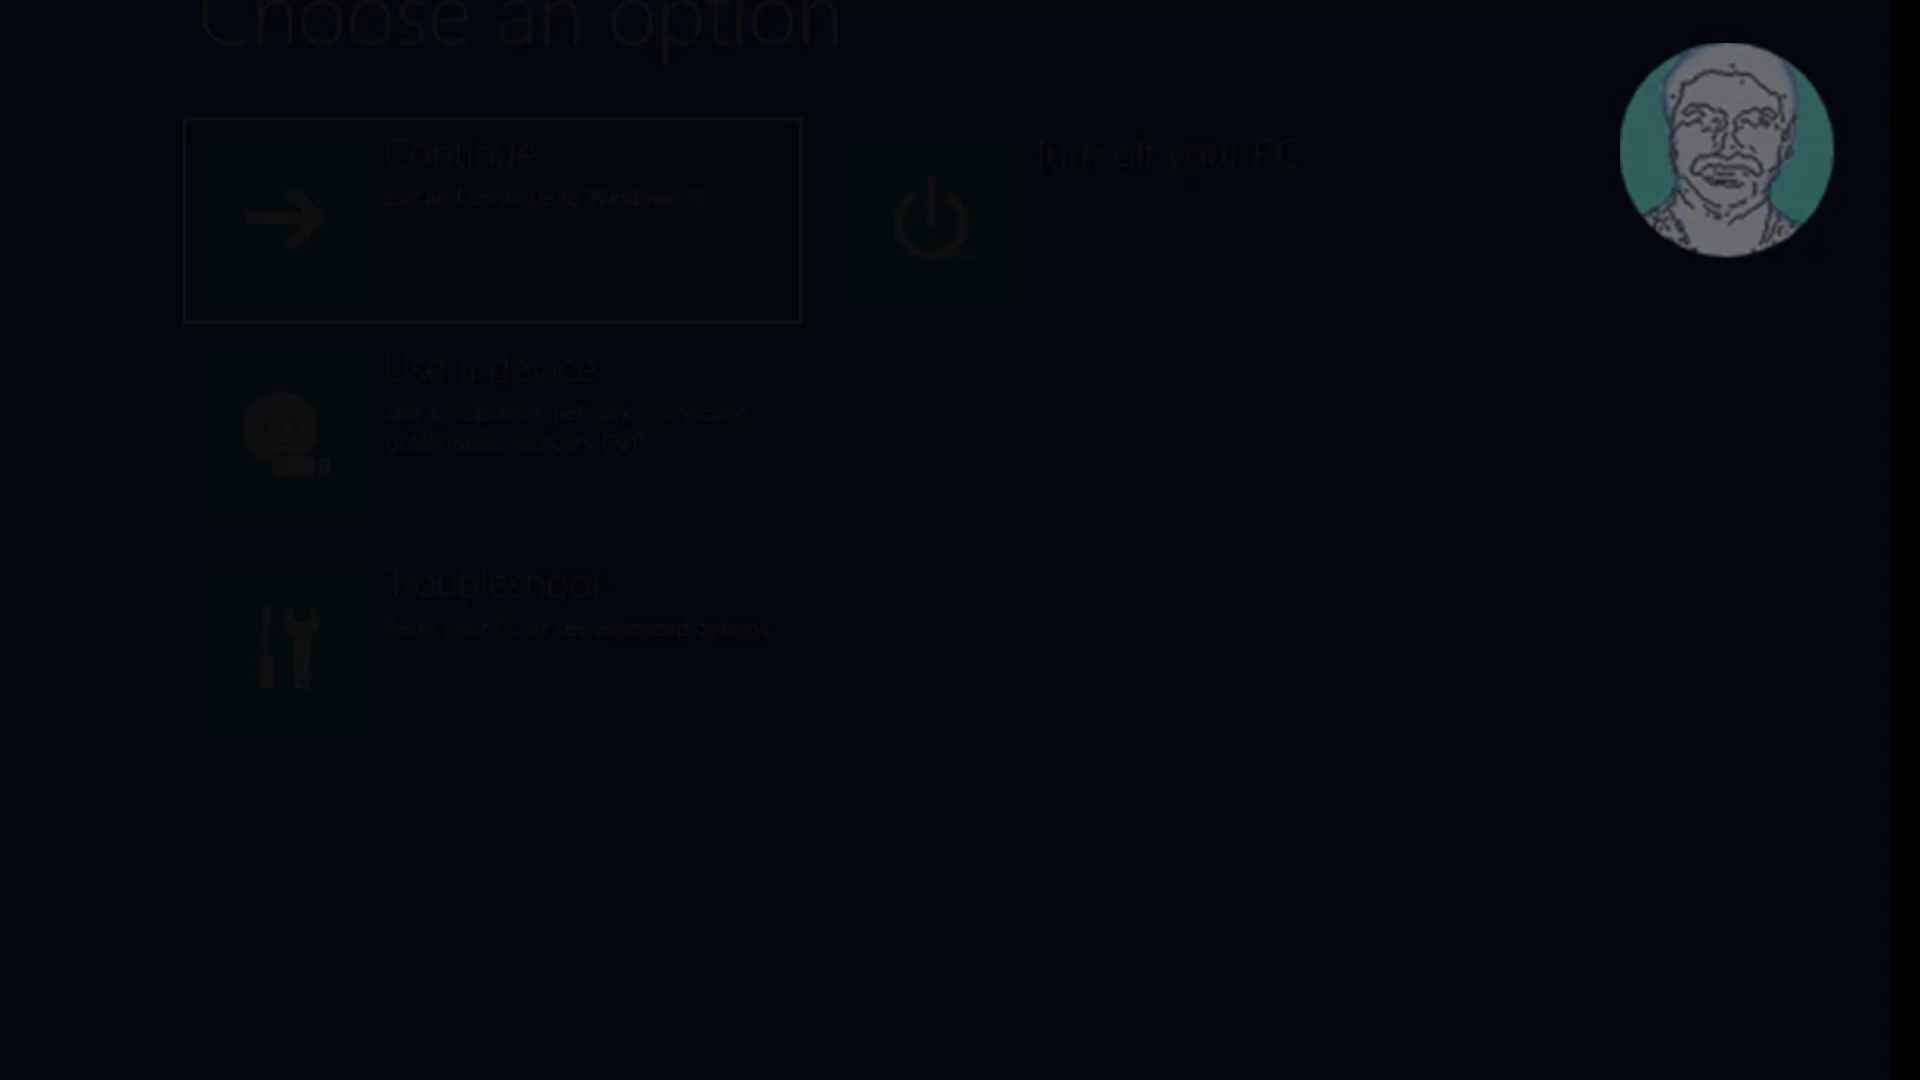 Choose an option
Continue
Exit and continue to Windows 10
Turn off your PC
Use a device
Use a USB drive, network connection,
or Windows recovery DVD
Troubleshoot
Reset your PC or see advanced options